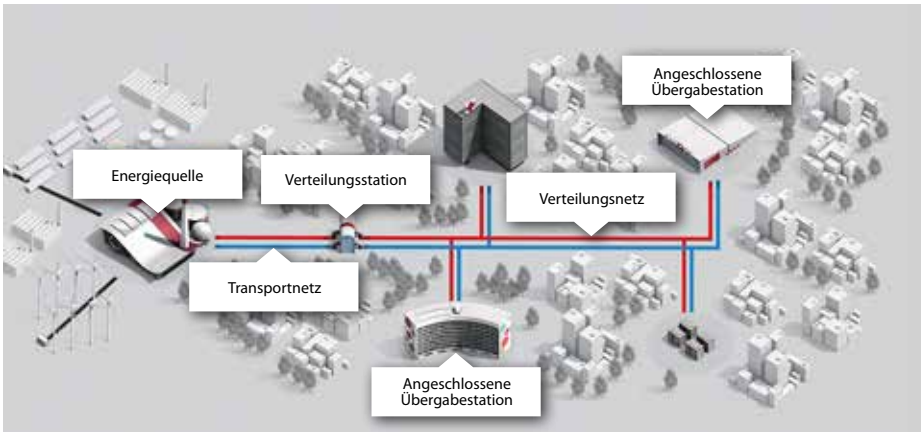 Angeschlossene
Übergabestation
Energiequelle
Verteilungsstation
Verteilungsnetz
Transportnetz
Angeschlossene
Übergabestation